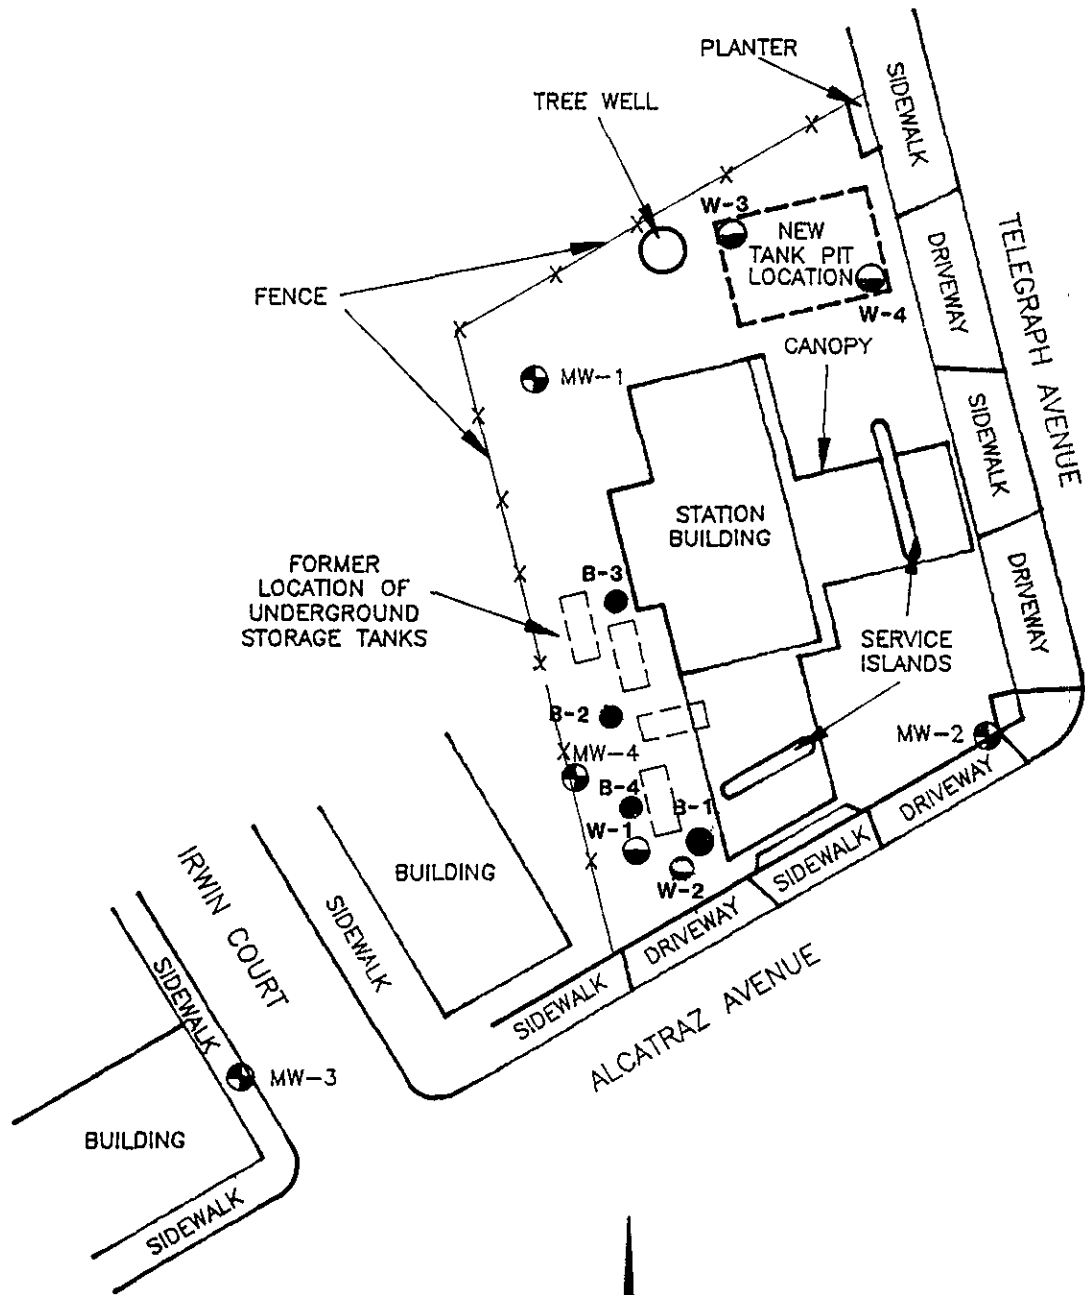 PLANTER
SIDEWALK
TREE WELL
W-3
NEW
TANK PIT
LOCATION
W-4
DRIVEWAY
TELEGRAPH AVENUE
FENCE
CANOPY
MW-1
SIDEWALK
STATION
BUILDING
FORMER
LOCATION OF
UNDERGROUND
STORAGE TANKS
B-3
DRIVEWAY
SERVICE
ISLANDS
B-2
MW-2
MW-4
B-4
B-1
W-1
W-2
DRIVEWAY
SIDEWALK
DRIVEWAY
SIDEWALK
ALCATRAZ AVENUE
BUILDING
IRWIN COURT
SIDEWALK
SIDEWALK
MW-3
BUILDING
SIDEWALK